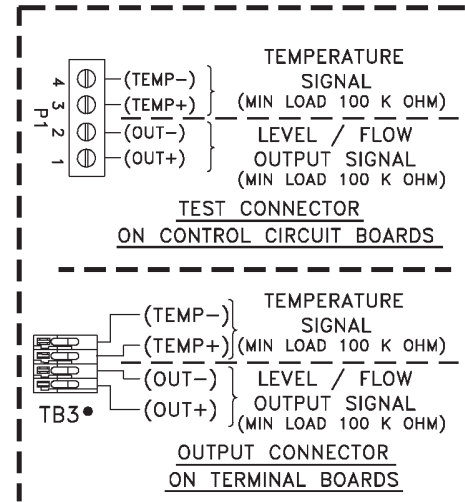 TEMPERATURE
4 (TEMP-) SIGNAL
3 (TEMP+) (MIN LOAD 100 K OHM)
P1
2 (OUT-) LEVEL / FLOW
1 (OUT+) OUTPUT SIGNAL
(MIN LOAD 100 K OHM)
TEST CONNECTOR
ON CONTROL CIRCUIT BOARDS
(TEMP-) TEMPERATURE
SIGNAL
(TEMP+) (MIN LOAD 100 K OHM)
(OUT-) LEVEL / FLOW
(OUT+) OUTPUT SIGNAL
TB3● (MIN LOAD 100 K OHM)
OUTPUT CONNECTOR
ON TERMINAL BOARDS